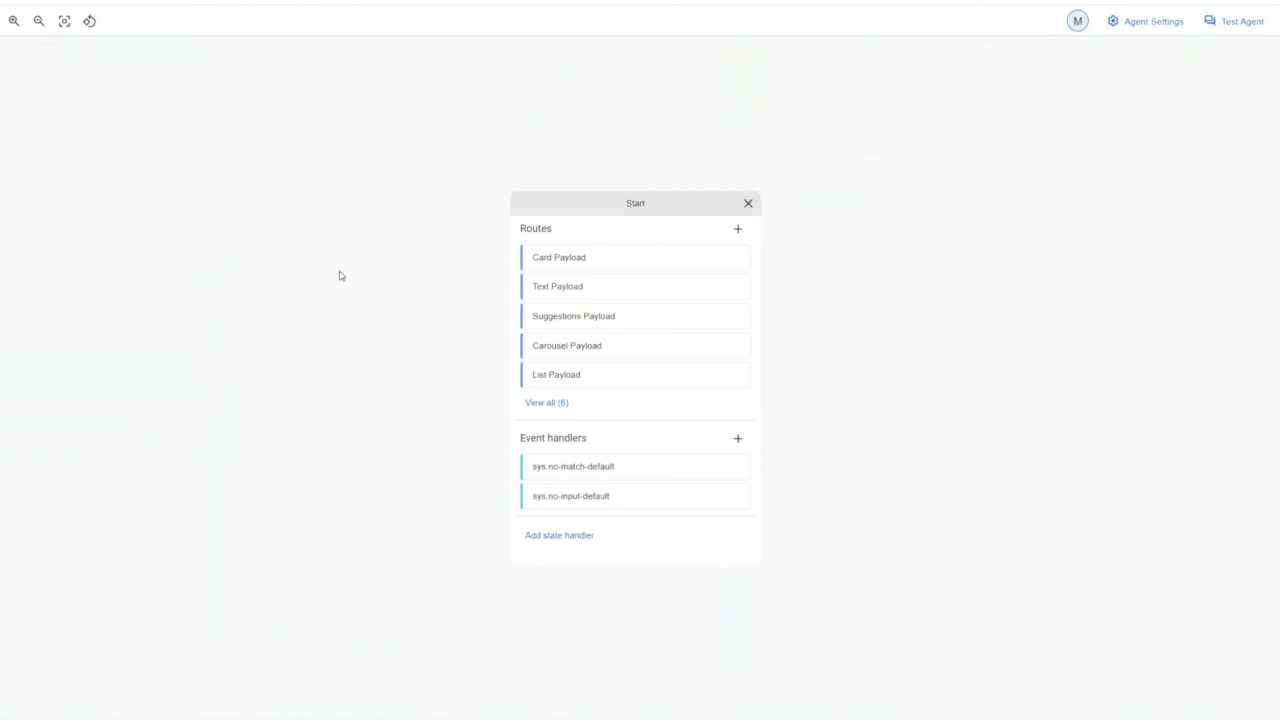 M
Agent Settings
Test Agent
Start
Routes
Card Payload
Text Payload
Suggestions Payload
Carousel Payload
List Payload
View all (6)
Event handlers
sys.no-match-default
sys.no-input-default
Add state handler